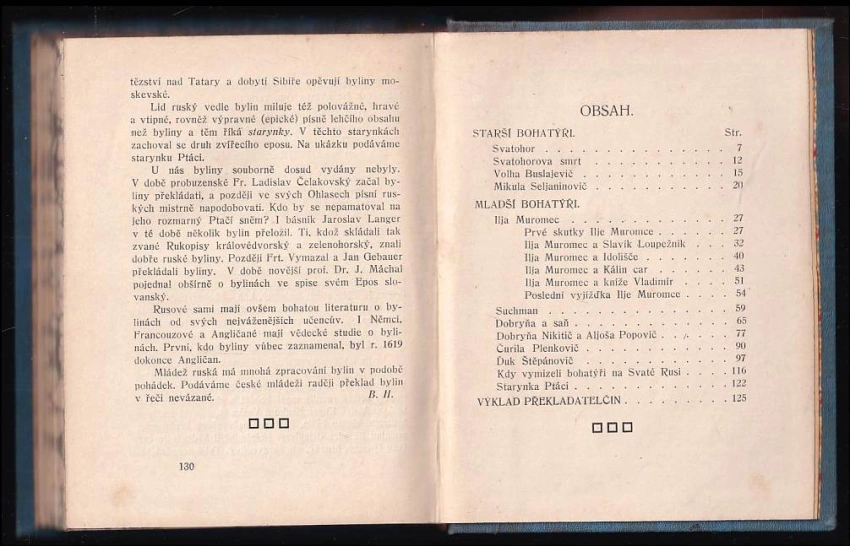 tězství nad Tatary a dobytí Sibiře opěvují byliny mo-
skevské.
Lid ruský vedle bylin miluje též polovážné, hravé
a vtipné, rovněž výpravné (epické) písně lehčího obsahu
než byliny a těm říká starynky. V těchto starynkách
zachoval se druh zvířecího eposu. Na ukázku podáváme
starynku Ptáci.
U nás byliny souborně dosud vydány nebyly.
V době probuzenské Fr. Ladislav Čelakovský začal by-
liny překládati, a později ve svých Ohlasech písní rus-
kých mistrně napodobovati. Kdo by se nepamatoval na
jeho rozmarný Ptačí sněm? I básník Jaroslav Langer
v té době několik bylin přeložil. Ti, kdož skládali tak
zvané Rukopisy královédvorský a zelenohorský, znali
dobře ruské byliny. Později Frt. Vymazal a Jan Gebauer
překládali byliny. V době novější prof. Dr. J. Máchal
pojednal obšírně o bylinách ve spise svém Epos slo-
vanský.
Rusové sami mají ovšem bohatou literaturu o by-
linách od svých nejváženějších učencův. I Němci,
Francouzové a Angličané mají vědecké studie o byli-
nách. První, kdo byliny vůbec zaznamenal, byl r. 1619
dokonce Angličan.
Mládež ruská má mnohá zpracování bylin v podobě
pohádek. Podáváme české mládeži raději překlad bylin
v řeči nevázané. B. H.
130
OBSAH.
STARŠÍ BOHATÝŘI. Str.
Svatohor . . . . . . . . . . . . . . . 7
Svatohorova smrt . . . . . . . . . . . 12
Volha Buslajevič . . . . . . . . . . . 15
Mikula Seljaninovič . . . . . . . . . . 20
MLADŠÍ BOHATÝŘI.
Ilja Muromec . . . . . . . . . . . . . 27
Prvé skutky Ilje Muromce . . . . . . 27
Ilja Muromec a Slavík Loupežník . . . 32
Ilja Muromec a Idolišče . . . . . . . 40
Ilja Muromec a Kálin car . . . . . . 43
Ilja Muromec a kníže Vladimír . . . . 51
Poslední vyjížďka Ilje Muromce . . . . 54
Suchman . . . . . . . . . . . . . . . 59
Dobryňa a saň . . . . . . . . . . . . 65
Dobryňa Nikitič a Aljoša Popovič . . . . . 77
Čurila Plenkovič . . . . . . . . . . . 90
Ďuk Štěpánovič . . . . . . . . . . . . 97
Kdy vymizeli bohatýři na Svaté Rusi . . . . 116
Starynka Ptáci . . . . . . . . . . . . 122
VÝKLAD PŘEKLADATELČIN . . . . . . . . . 125